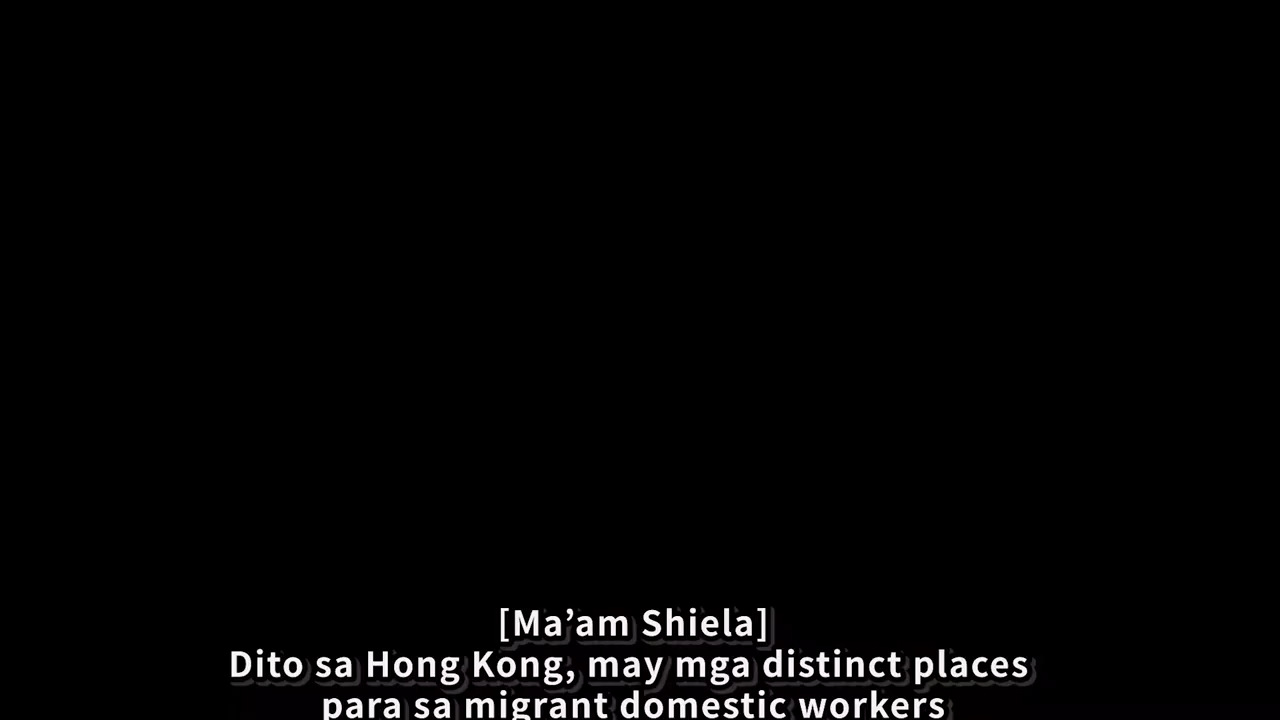 [Ma’am Shiela]
Dito sa Hong Kong, may mga distinct places
para sa migrant domestic workers